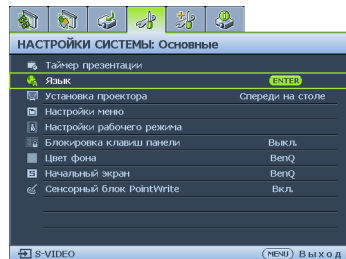 НАСТРОЙКИ СИСТЕМЫ: Основные
Таймер презентации
Язык ENTER
Установка проектора Спереди на столе
Настройки меню
Настройки рабочего режима
Блокировка клавиш панели Выкл.
Цвет фона BenQ
Начальный экран BenQ
Сенсорный блок PointWrite Вкл.
S-VIDEO MENU Выход